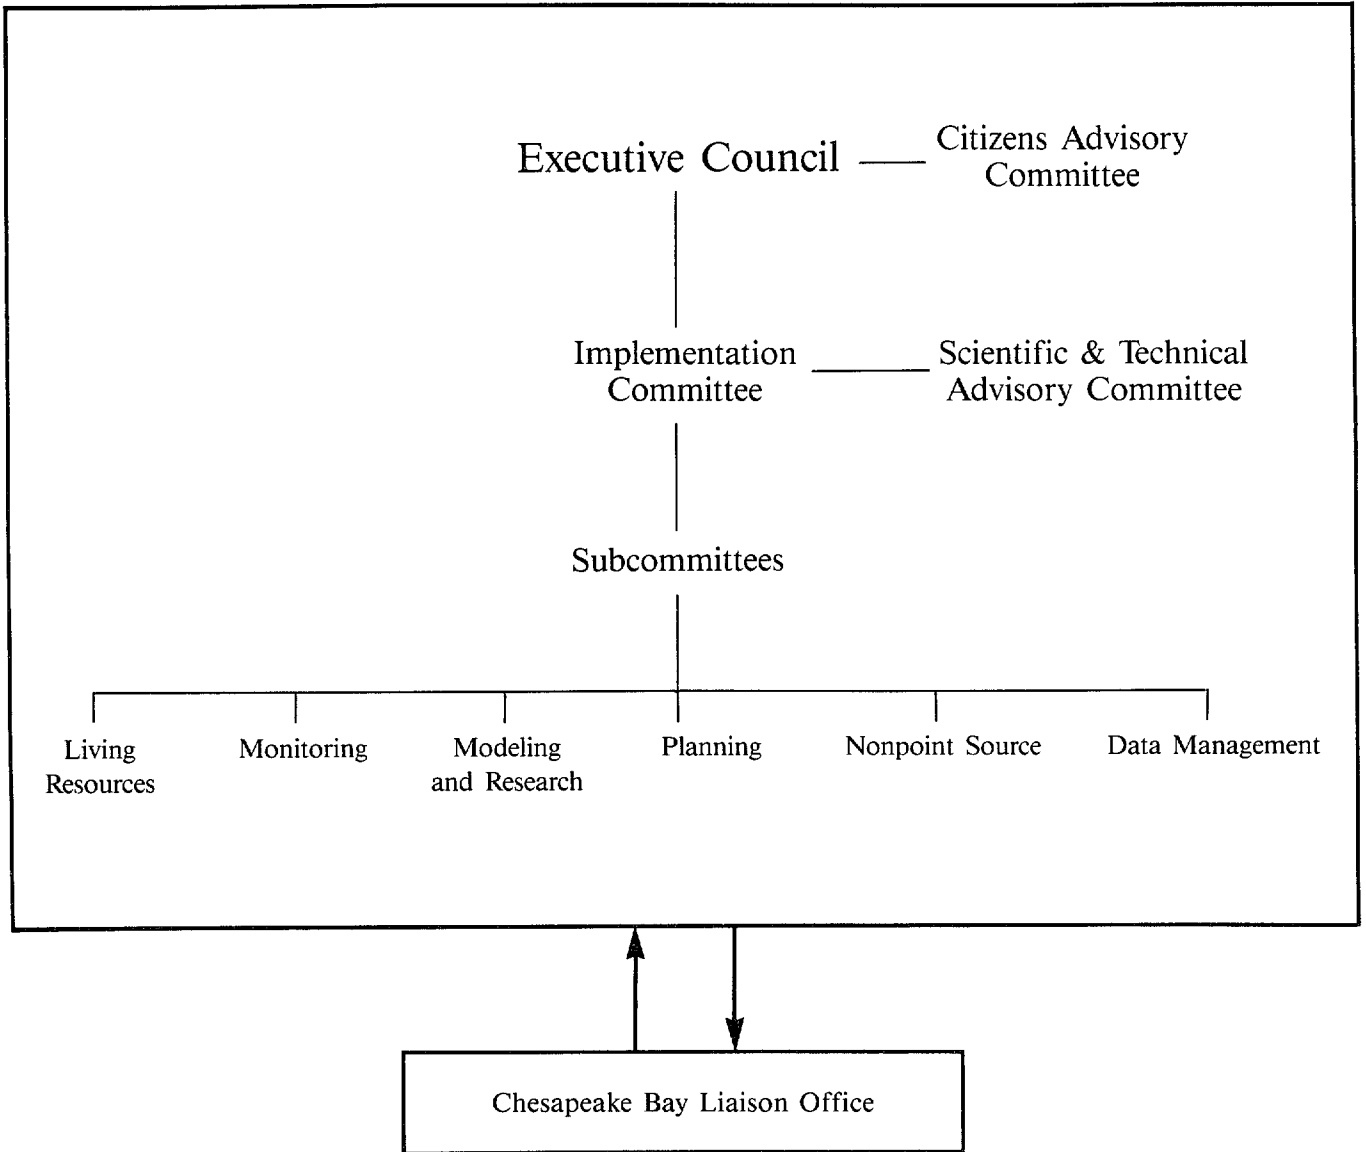 Executive Council
Citizens Advisory
Committee
Implementation
Committee
Scientific & Technical
Advisory Committee
Subcommittees
Living
Resources
Monitoring
Modeling
and Research
Planning
Nonpoint Source
Data Management
Chesapeake Bay Liaison Office